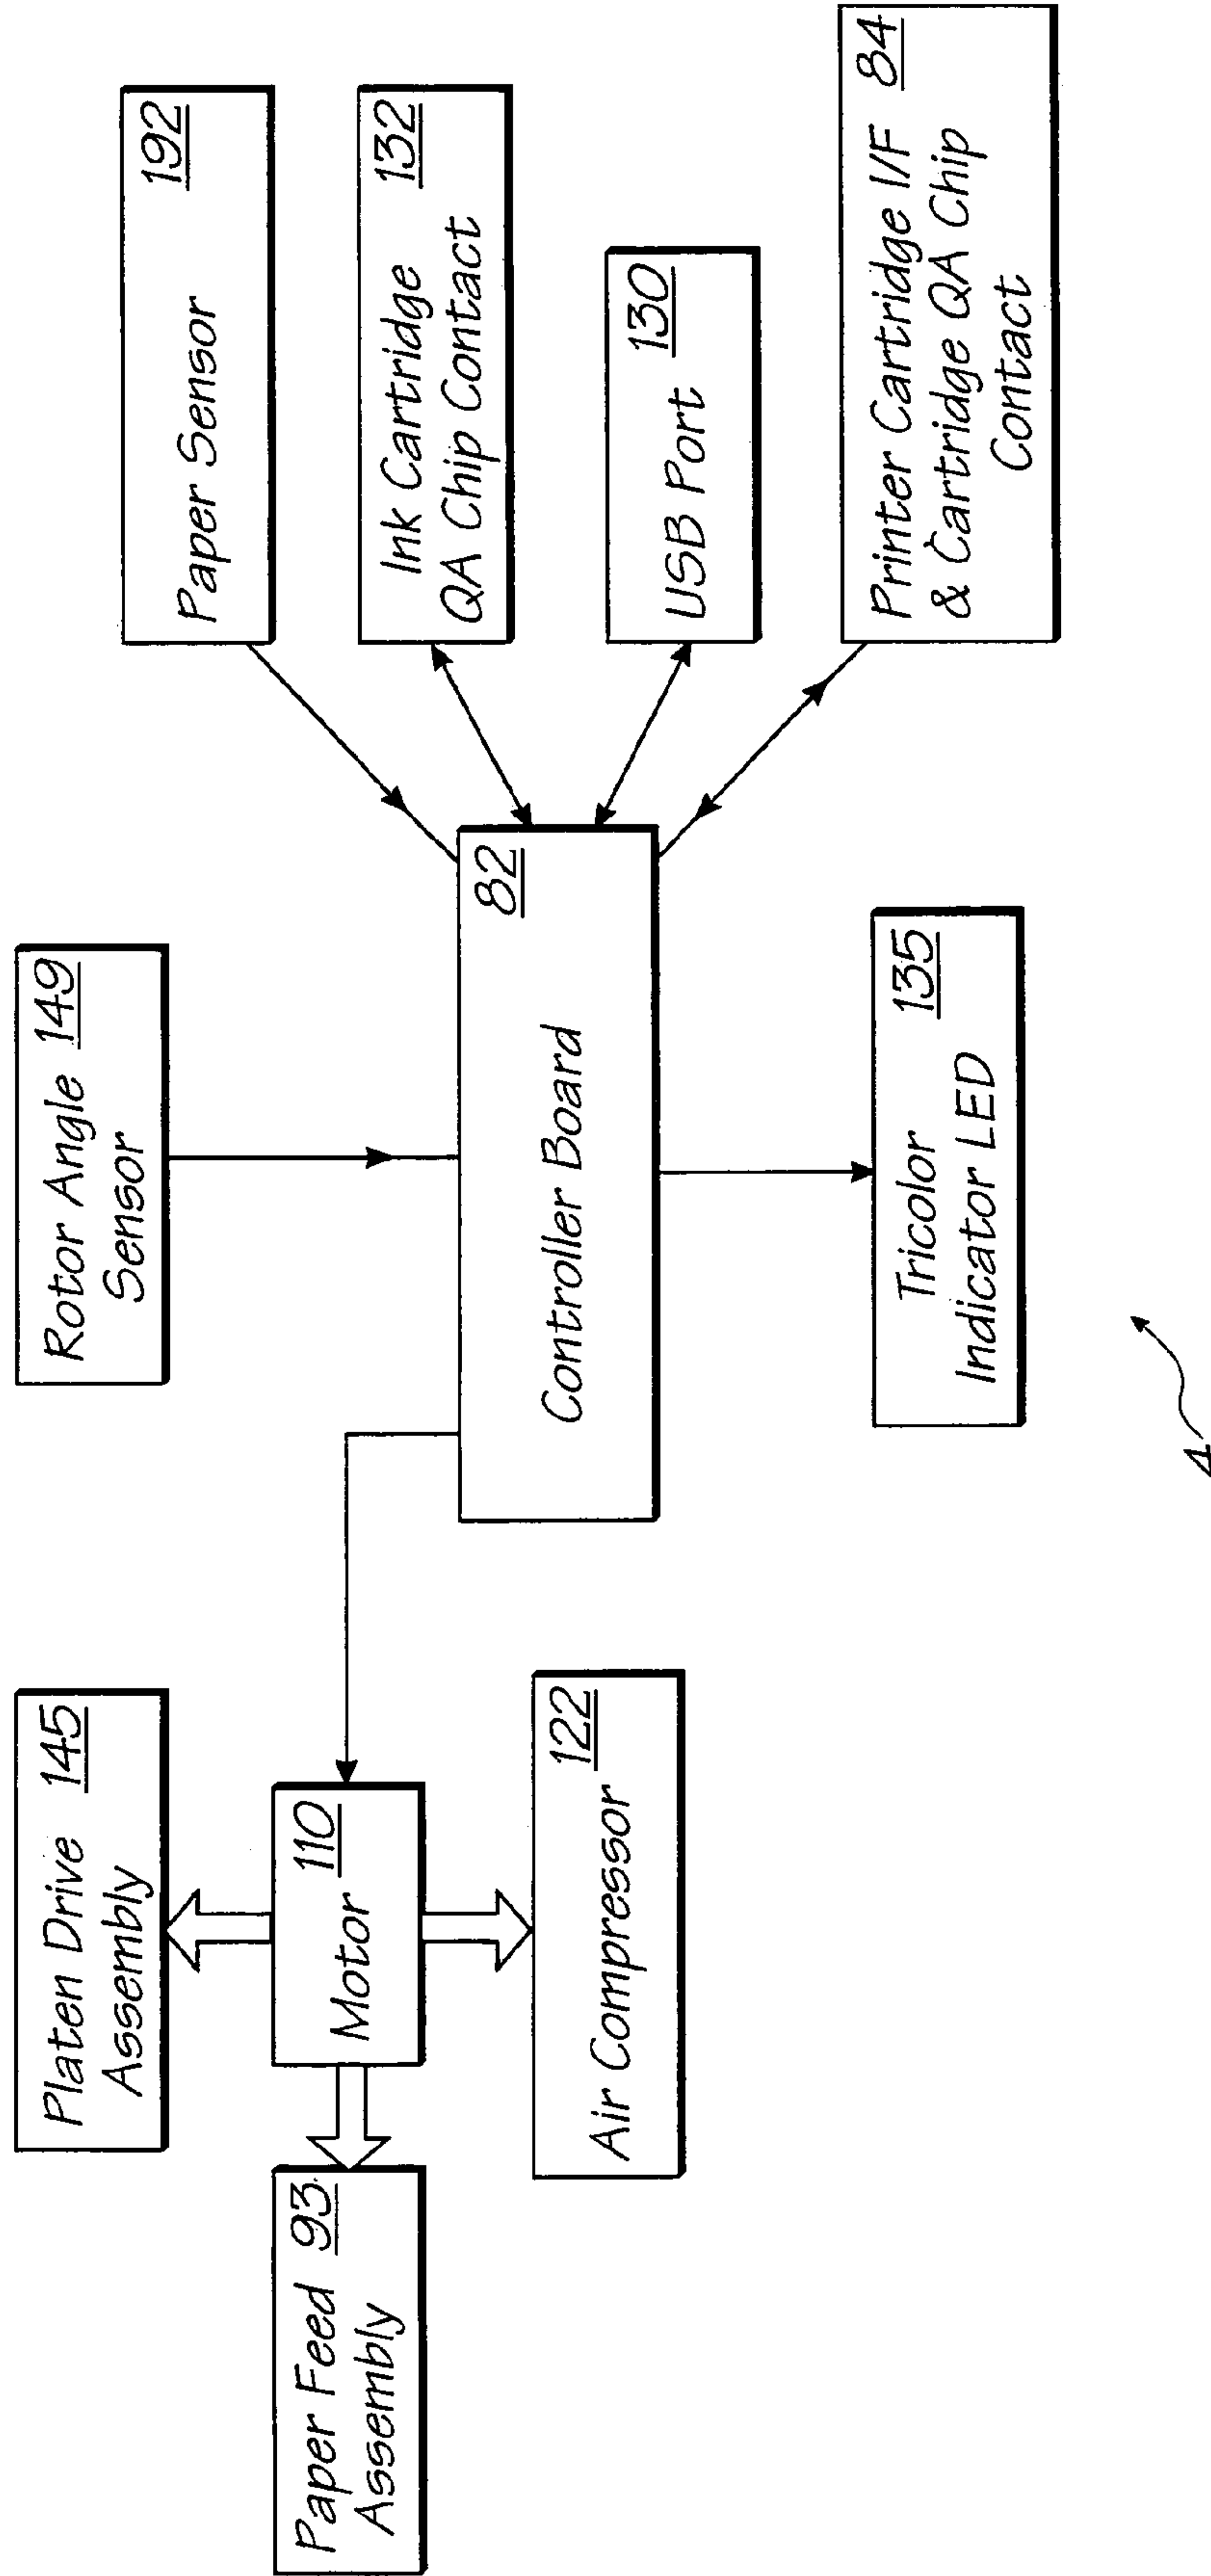 Platen Drive 145
Assembly
Rotor Angle 149
Sensor
Paper Sensor 192
Paper Feed 93
Assembly
Motor 110
Ink Cartridge 132
QA Chip Contact
Controller Board 82
Air Compressor 122
USB Port 130
Tricolor 135
Indicator LED
Printer Cartridge I/F 84
& Cartridge QA Chip
Contact
4